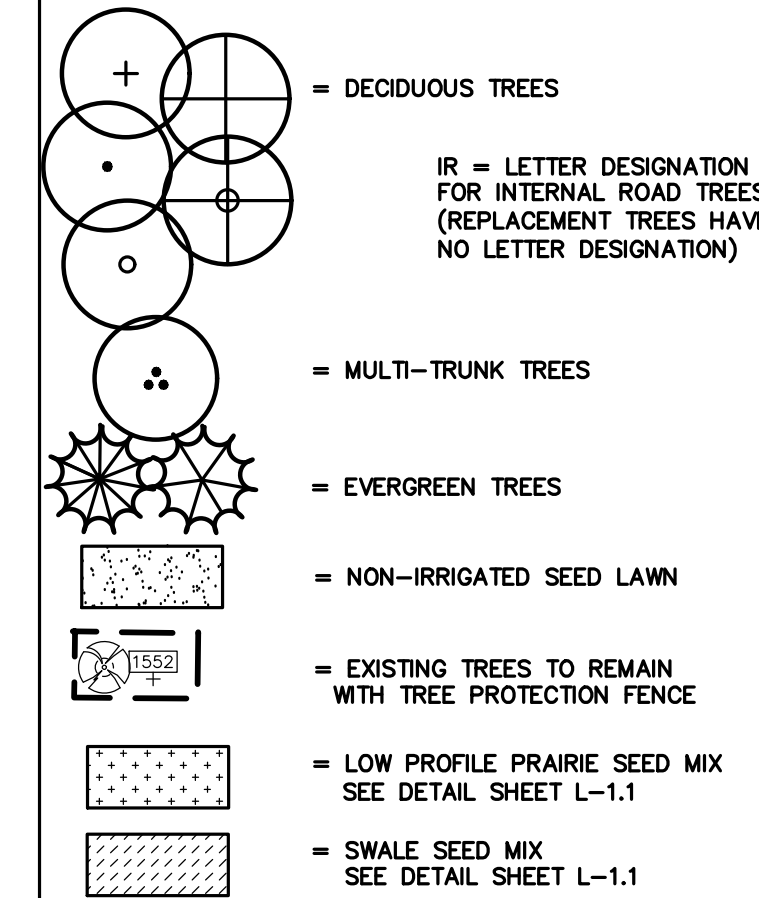 = DECIDUOUS TREES
IR = LETTER DESIGNATION
FOR INTERNAL ROAD TREES
(REPLACEMENT TREES HAV
NO LETTER DESIGNATION)
= MULTI-TRUNK TREES
= EVERGREEN TREES
= NON-IRRIGATED SEED LAWN
1552
= EXISTING TREES TO REMAIN
WITH TREE PROTECTION FENCE
= LOW PROFILE PRAIRIE SEED MIX
SEE DETAIL SHEET L-1.1
= SWALE SEED MIX
SEE DETAIL SHEET L-1.1